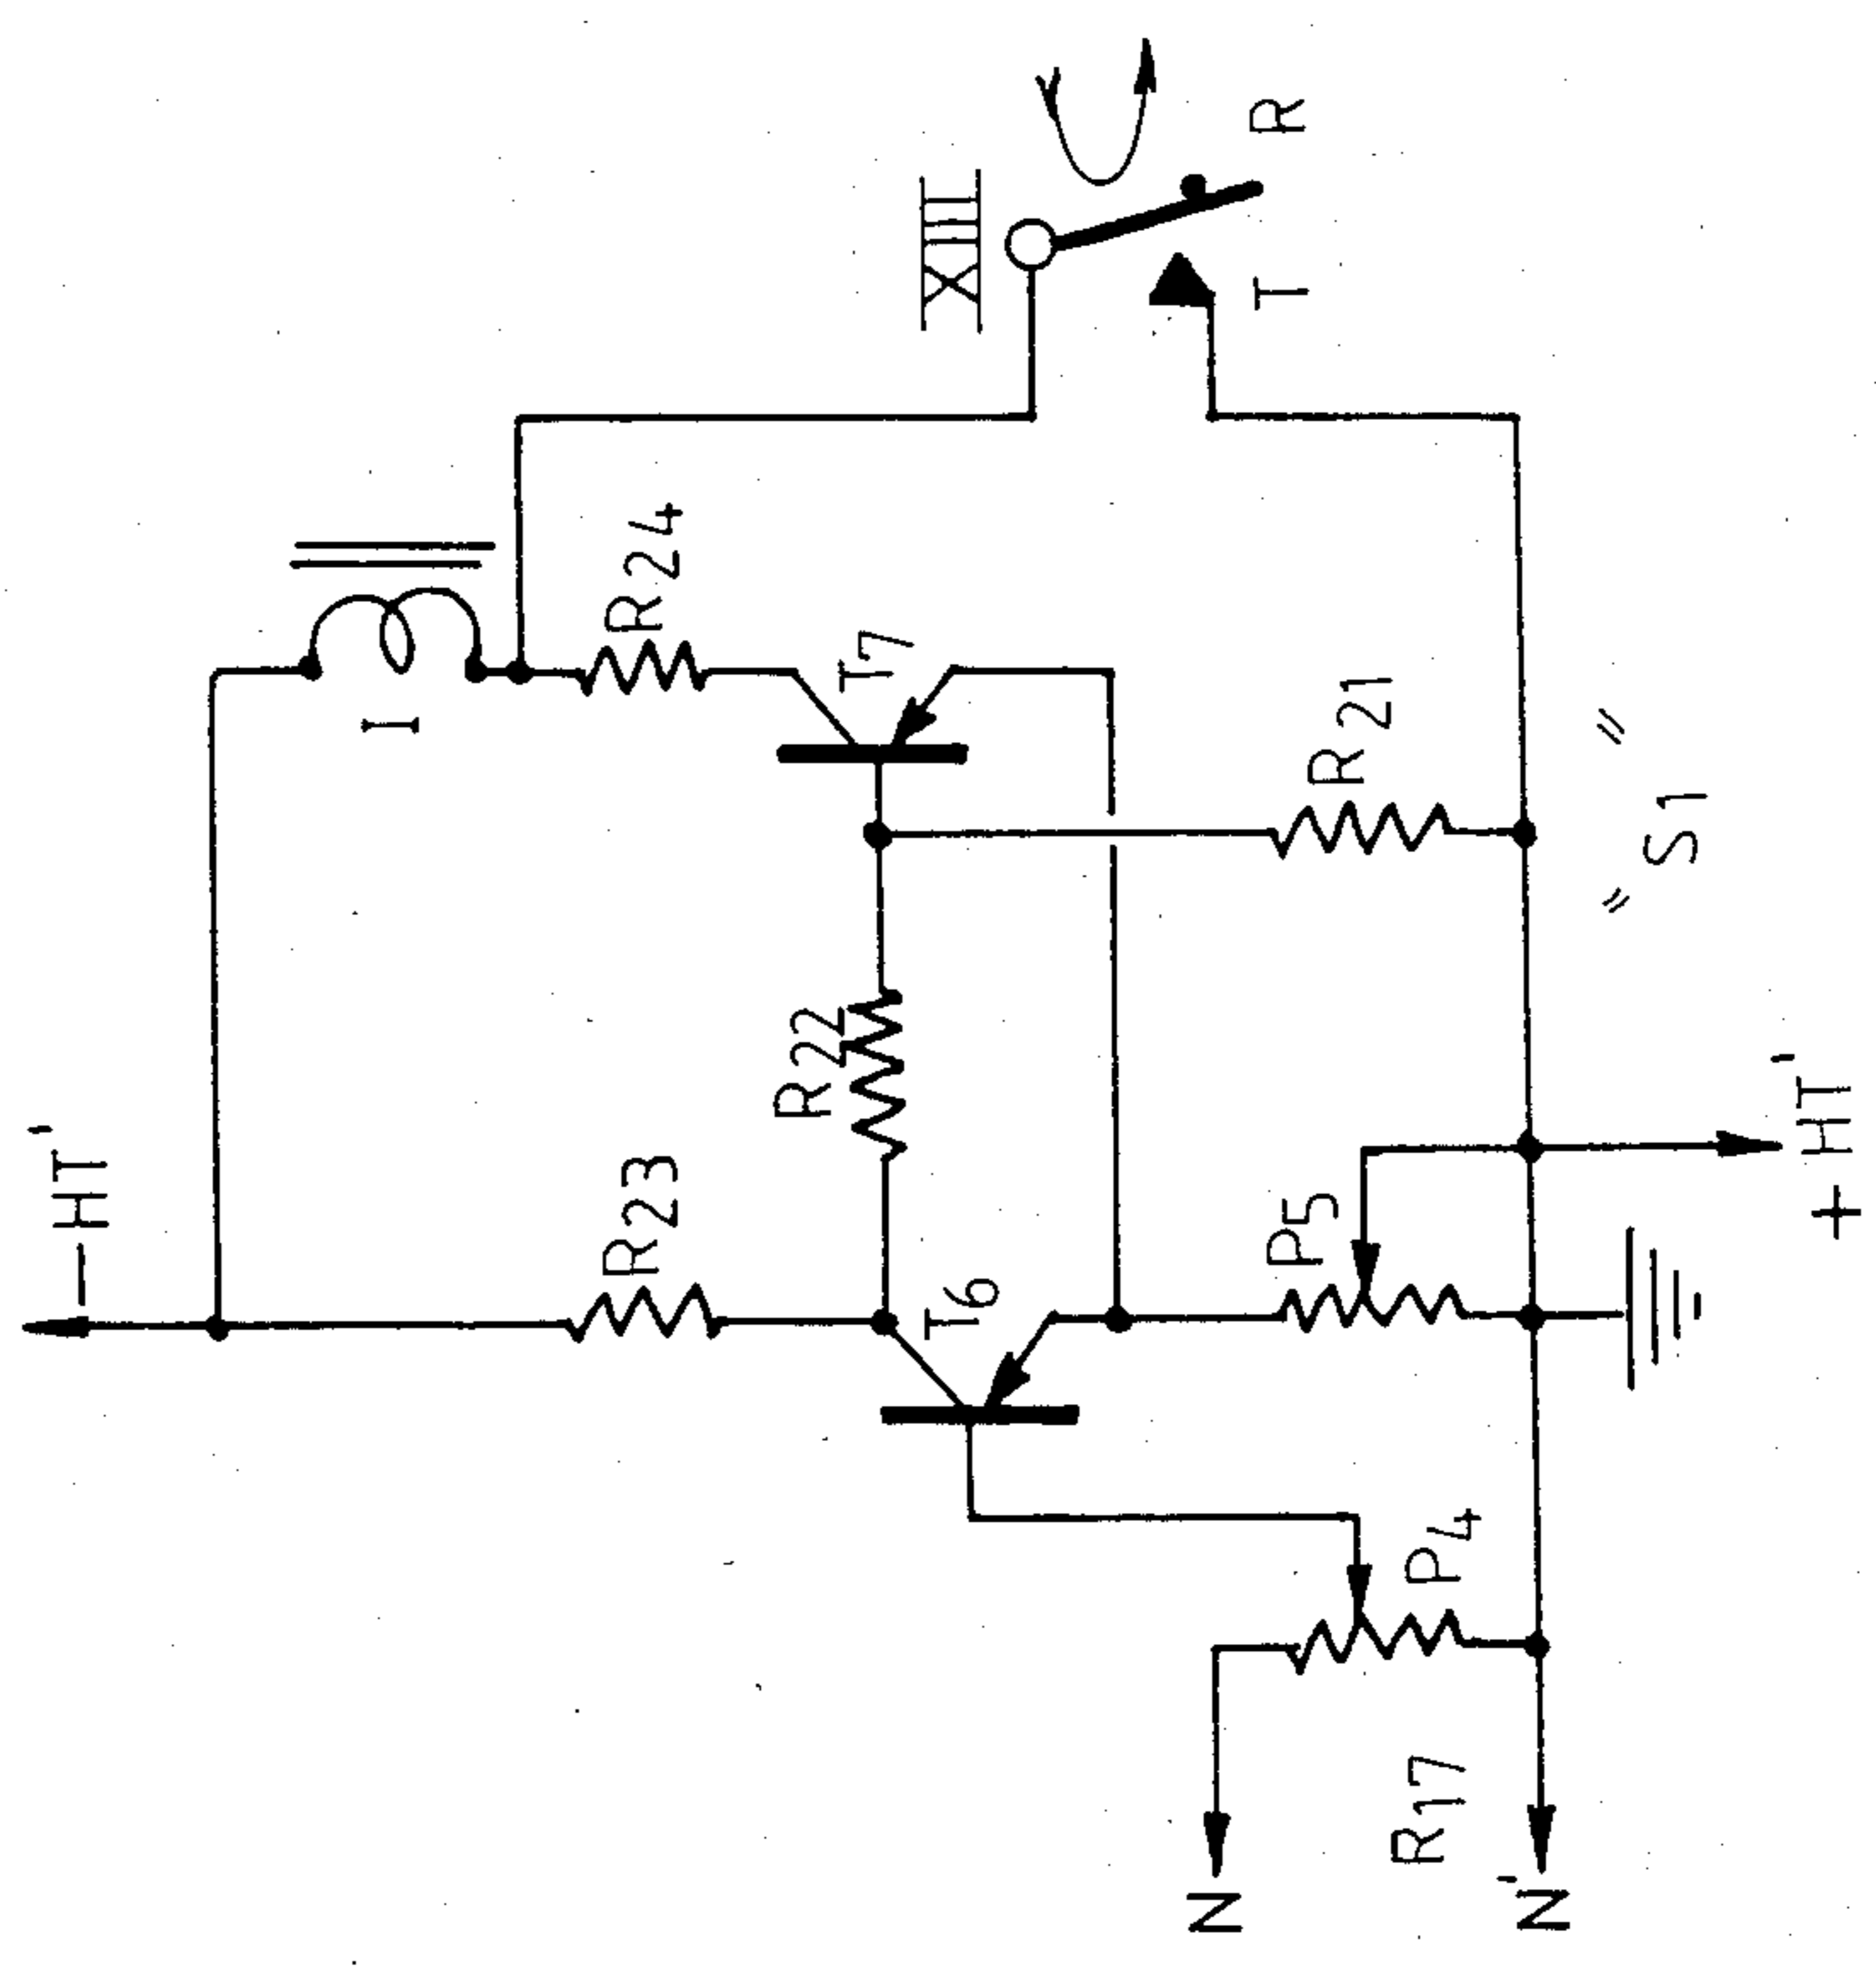 — HT'
XIII
R
T
I
R24
T7
R23
R22
T6
R21
P5
P4
R17
N
N'
"S1"
+ HT'